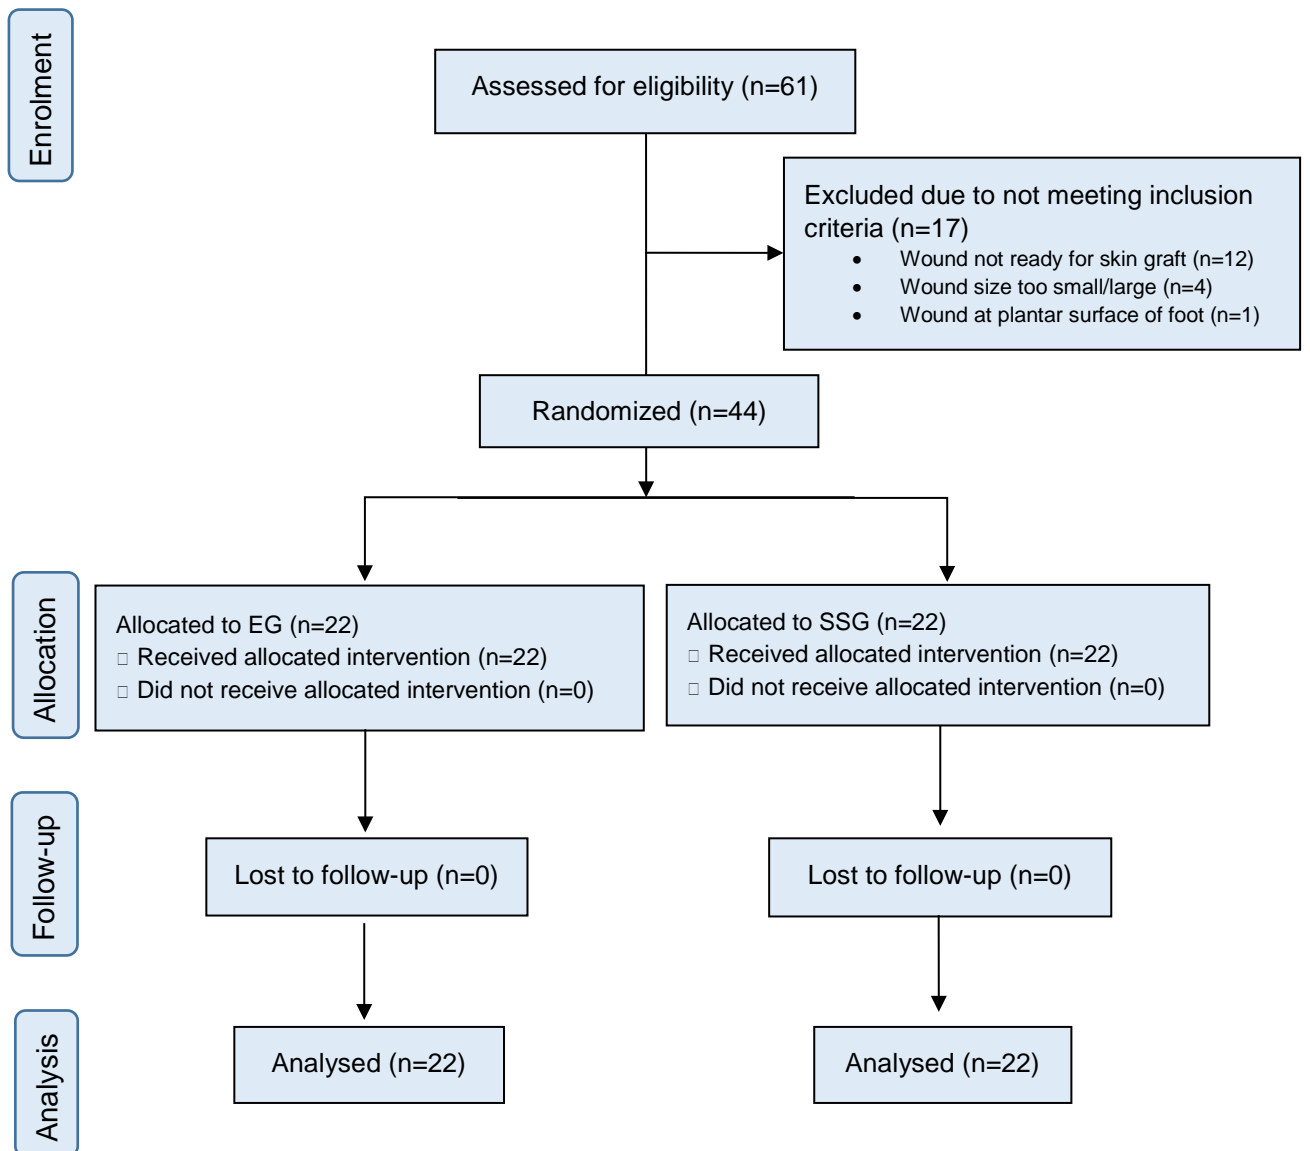 Enrolment
Assessed for eligibility (n=61)
Excluded due to not meeting inclusion
criteria (n=17)
• Wound not ready for skin graft (n=12)
• Wound size too small/large (n=4)
• Wound at plantar surface of foot (n=1)
Randomized (n=44)
Allocation
Allocated to EG (n=22)
□ Received allocated intervention (n=22)
□ Did not receive allocated intervention (n=0)
Allocated to SSG (n=22)
□ Received allocated intervention (n=22)
□ Did not receive allocated intervention (n=0)
Follow-up
Lost to follow-up (n=0)
Lost to follow-up (n=0)
Analysis
Analysed (n=22)
Analysed (n=22)